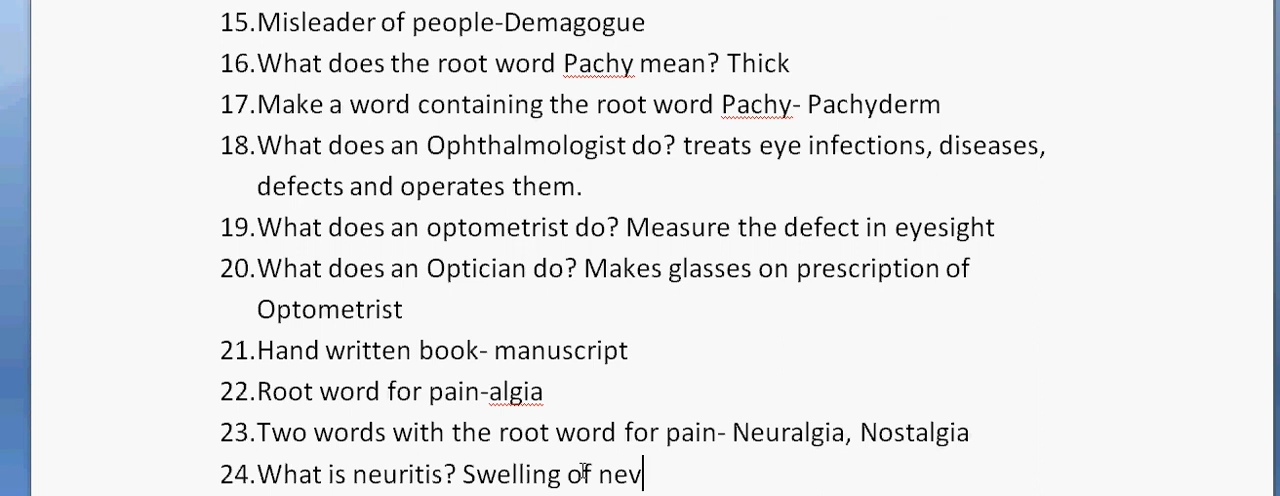 15.Misleader of people-Demagogue
16.What does the root word Pachy mean? Thick
17.Make a word containing the root word Pachy- Pachyderm
18.What does an Ophthalmologist do? treats eye infections, diseases,
defects and operates them.
19.What does an optometrist do? Measure the defect in eyesight
20.What does an Optician do? Makes glasses on prescription of
Optometrist
21.Hand written book- manuscript
22.Root word for pain-algia
23.Two words with the root word for pain- Neuralgia, Nostalgia
24.What is neuritis? Swelling of nev